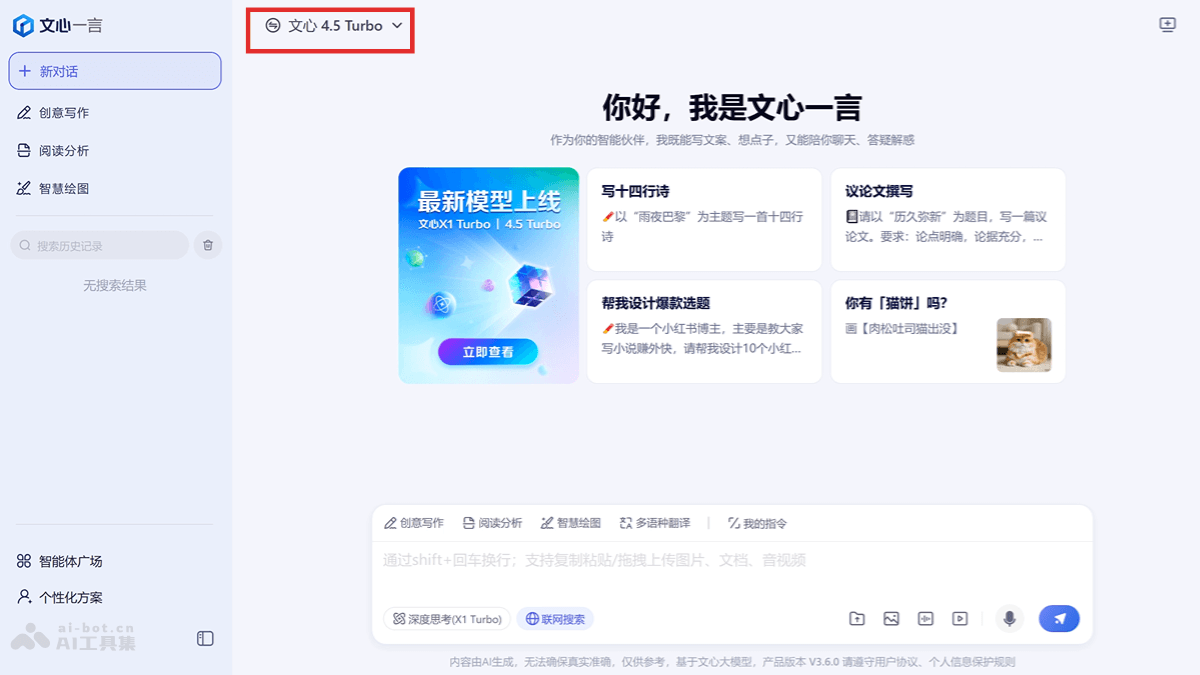 文心一言
文心 4.5 Turbo
新对话
创意写作
阅读分析
智慧绘图
搜索历史记录
无搜索结果
你好，我是文心一言
作为你的智能伙伴，我既能写文案、想点子，又能陪你聊天、答疑解惑
最新模型上线
文心X1 Turbo | 4.5 Turbo
立即查看
写十四行诗
以“雨夜巴黎”为主题写一首十四行
诗
议论文撰写
请以“历久弥新”为题目，写一篇议
论文。要求：论点明确，论据充分，...
帮我设计爆款选题
我是一个小红书博主，主要是教大家
写小说赚外快，请帮我设计10个小红...
你有「猫饼」吗？
画【肉松吐司猫出没】
创意写作 阅读分析 智慧绘图 多语种翻译 | 我的指令
通过shift+回车换行；支持复制粘贴/拖拽上传图片、文档、音视频
深度思考(X1 Turbo) 联网搜索
智能体广场
个性化方案
ai-bot.cn
AI工具集
内容由AI生成，无法确保真实准确，仅供参考，基于文心大模型，产品版本 V3.6.0 请遵守用户协议、个人信息保护规则